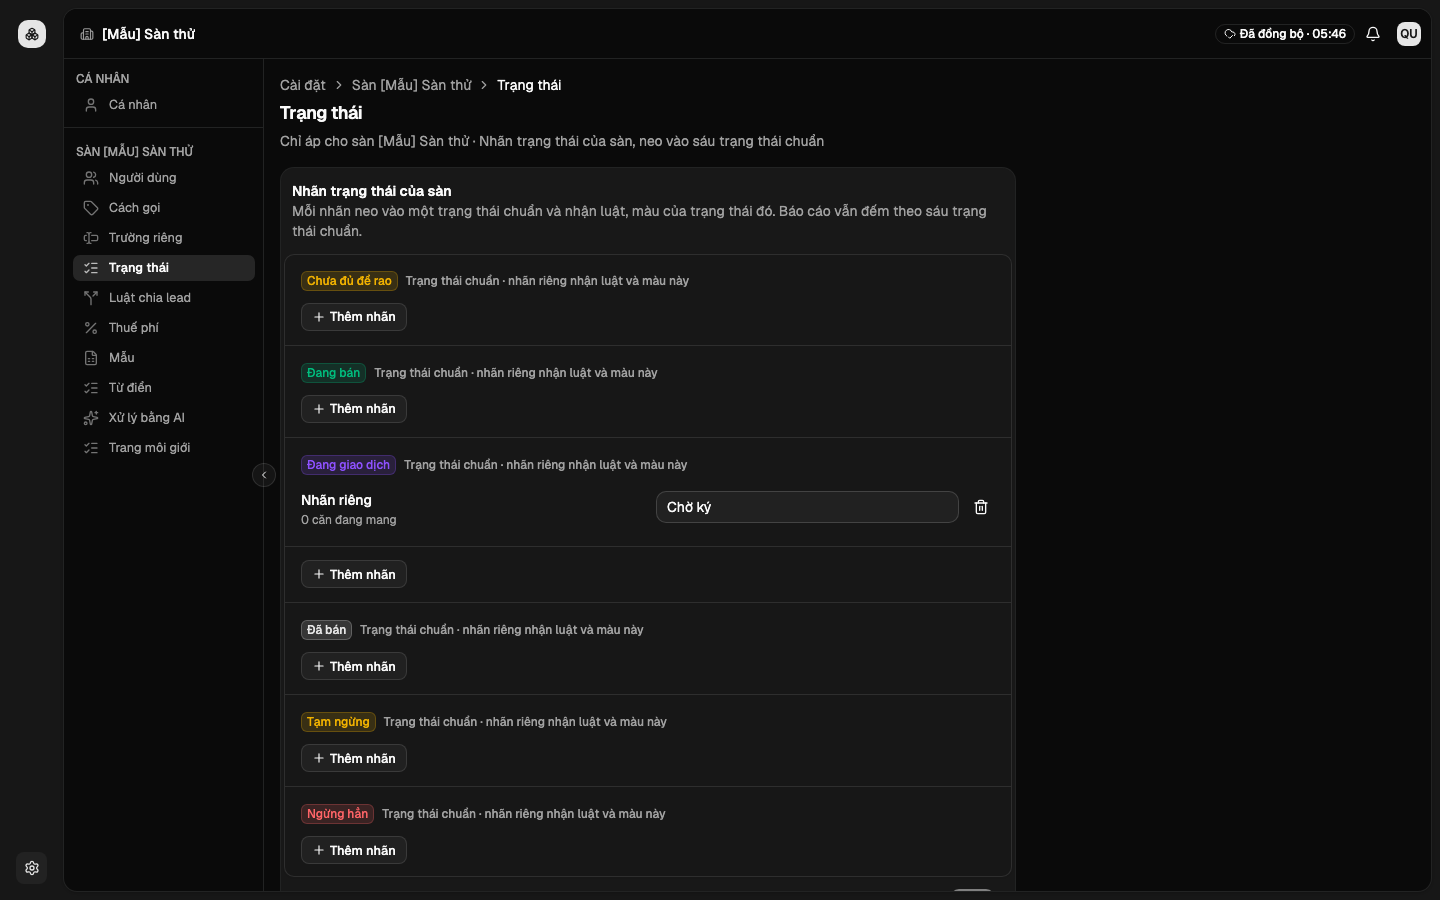 [Mẫu] Sàn thử
Đã đồng bộ · 05:46
QU
CÁ NHÂN
Cá nhân
SÀN [MẪU] SÀN THỬ
Người dùng
Cách gọi
Trường riêng
Trạng thái
Luật chia lead
Thuế phí
Mẫu
Từ điển
Xử lý bằng AI
Trang môi giới
Cài đặt > Sàn [Mẫu] Sàn thử > Trạng thái
Trạng thái
Chỉ áp cho sàn [Mẫu] Sàn thử · Nhãn trạng thái của sàn, neo vào sáu trạng thái chuẩn
Nhãn trạng thái của sàn
Mỗi nhãn neo vào một trạng thái chuẩn và nhận luật, màu của trạng thái đó. Báo cáo vẫn đếm theo sáu trạng
thái chuẩn.
Chưa đủ để rao Trạng thái chuẩn · nhãn riêng nhận luật và màu này
+ Thêm nhãn
Đang bán Trạng thái chuẩn · nhãn riêng nhận luật và màu này
+ Thêm nhãn
Đang giao dịch Trạng thái chuẩn · nhãn riêng nhận luật và màu này
Nhãn riêng
0 căn đang mang
Chờ ký
+ Thêm nhãn
Đã bán Trạng thái chuẩn · nhãn riêng nhận luật và màu này
+ Thêm nhãn
Tạm ngừng Trạng thái chuẩn · nhãn riêng nhận luật và màu này
+ Thêm nhãn
Ngừng hẳn Trạng thái chuẩn · nhãn riêng nhận luật và màu này
+ Thêm nhãn